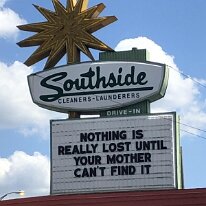 Southside
CLEANERS-LAUNDERERS
DRIVE-IN
NOTHING IS
REALLY LOST UNTIL
YOUR MOTHER
CAN'T FIND IT